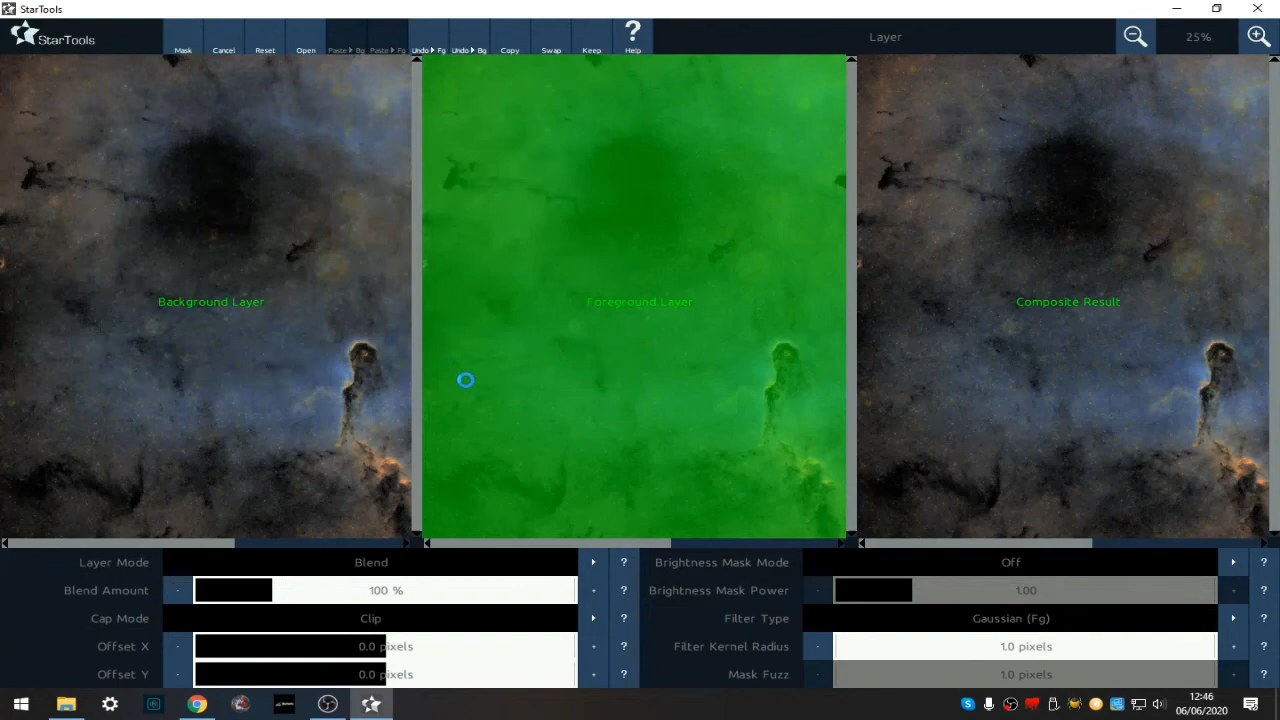 StarTools
StarTools
Mask
Cancel
Reset
Open
Paste ▸ Bg
Paste ▸ Fg
Undo ▸ Fg
Undo ▸ Bg
Copy
Swap
Keep
?
Help
Layer
25%
Background Layer
Foreground Layer
Composite Result
Layer Mode
Blend
?
Brightness Mask Mode
Off
?
Blend Amount
-
100 %
+
?
Brightness Mask Power
-
1.00
+
?
Cap Mode
Clip
?
Filter Type
Gaussian (Fg)
?
Offset X
-
0.0 pixels
+
?
Filter Kernel Radius
-
1.0 pixels
+
?
Offset Y
-
0.0 pixels
+
?
Mask Fuzz
-
1.0 pixels
+
?
12:46
06/06/2020